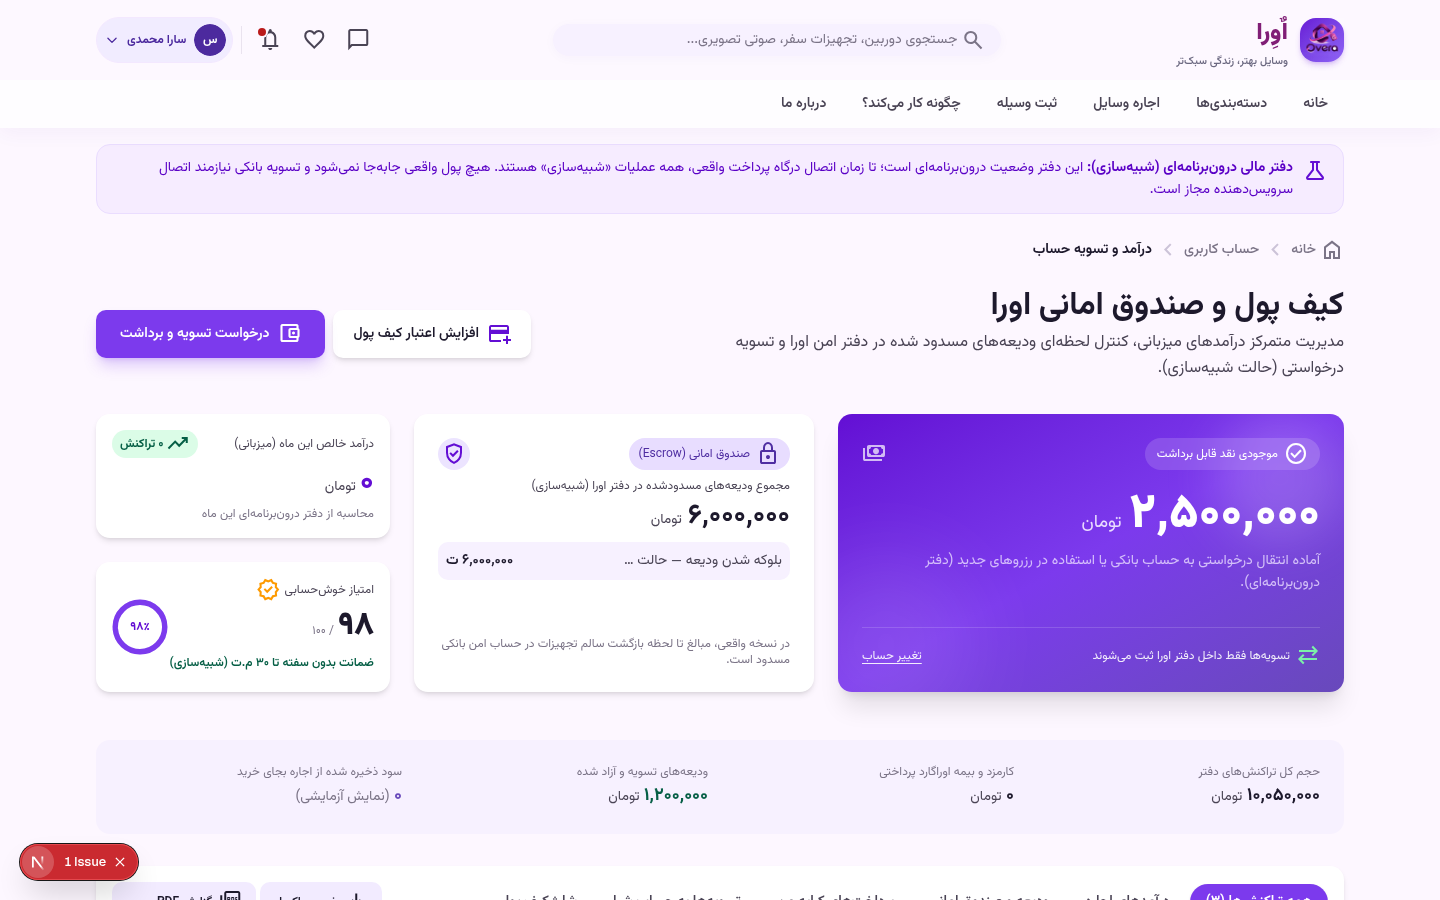 اُورا
وسایل بهتر، زندگی سبک‌تر
Overa
جستجوی دوربین، تجهیزات سفر، صوتی تصویری...
س
سارا محمدی
خانه
دسته‌بندی‌ها
اجاره وسایل
ثبت وسیله
چگونه کار می‌کند؟
درباره ما
دفتر مالی درون‌برنامه‌ای (شبیه‌سازی): این دفتر وضعیت درون‌برنامه‌ای است؛ تا زمان اتصال درگاه پرداخت واقعی، همه عملیات «شبیه‌سازی» هستند. هیچ پول واقعی جابه‌جا نمی‌شود و تسویه بانکی نیازمند اتصال
سرویس‌دهنده مجاز است.
خانه
حساب کاربری
درآمد و تسویه حساب
کیف پول و صندوق امانی اورا
مدیریت متمرکز درآمدهای میزبانی، کنترل لحظه‌ای ودیعه‌های مسدود شده در دفتر امن اورا و تسویه
درخواستی (حالت شبیه‌سازی).
افزایش اعتبار کیف پول
درخواست تسویه و برداشت
موجودی نقد قابل برداشت
۲,۵۰۰,۰۰۰ تومان
آماده انتقال درخواستی به حساب بانکی یا استفاده در رزروهای جدید (دفتر
درون‌برنامه‌ای).
تسویه‌ها فقط داخل دفتر اورا ثبت می‌شوند
تغییر حساب
صندوق امانی (Escrow)
مجموع ودیعه‌های مسدودشده در دفتر اورا (شبیه‌سازی)
۶,۰۰۰,۰۰۰ تومان
بلوکه شدن ودیعه — حالت ...
۶,۰۰۰,۰۰۰ ت
در نسخه واقعی، مبالغ تا لحظه بازگشت سالم تجهیزات در حساب امن بانکی
مسدود است.
درآمد خالص این ماه (میزبانی)
۰ تراکنش
۰ تومان
محاسبه از دفتر درون‌برنامه‌ای این ماه
امتیاز خوش‌حسابی
۹۸ / ۱۰۰
۹۸٪
ضمانت بدون سفته تا ۳۰ م.ت (شبیه‌سازی)
حجم کل تراکنش‌های دفتر
۱۰,۰۵۰,۰۰۰ تومان
کارمزد و بیمه اوراگارد پرداختی
۰ تومان
ودیعه‌های تسویه و آزاد شده
۱,۲۰۰,۰۰۰ تومان
سود ذخیره شده از اجاره بجای خرید
۰ (نمایش آزمایشی)
1 Issue
همه تراکنش‌ها (۳)